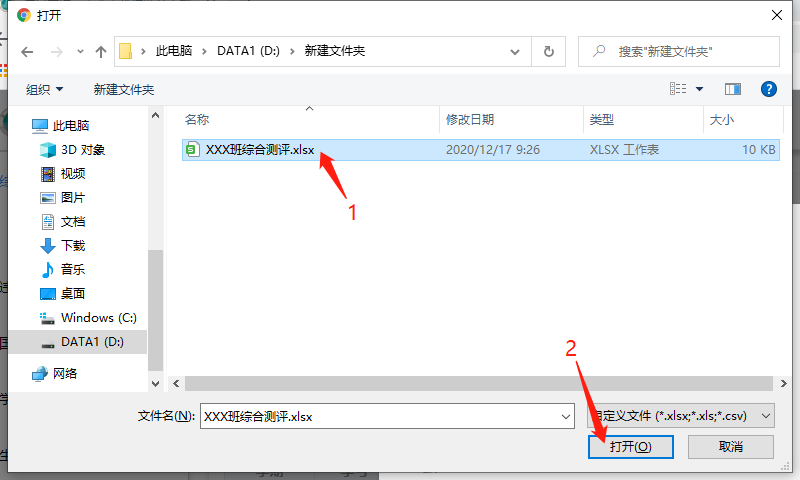 打开
此电脑 › DATA1 (D:) › 新建文件夹
搜索"新建文件夹"
组织
新建文件夹
名称
修改日期
类型
大小
此电脑
3D 对象
视频
图片
文档
下载
音乐
桌面
Windows (C:)
DATA1 (D:)
网络
XXX班综合测评.xlsx
2020/12/17 9:26
XLSX 工作表
10 KB
1
2
文件名(N):
XXX班综合测评.xlsx
自定义文件 (*.xlsx;*.xls;*.csv)
打开(O)
取消